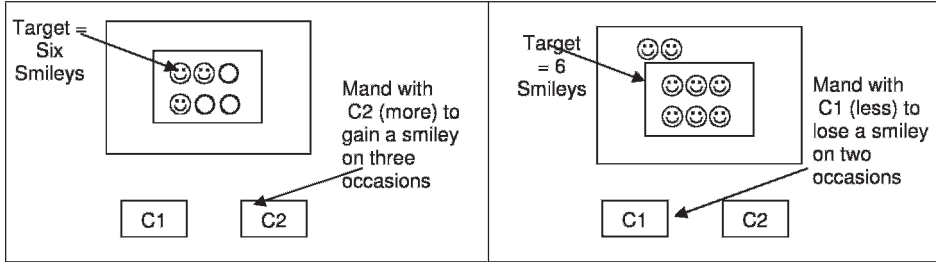 Target =
Six
Smileys
Mand with
C2 (more) to
gain a smiley
on three
occasions
C1
C2
Target
= 6
Smileys
Mand with
C1 (less) to
lose a smiley
on two
occasions
C1
C2